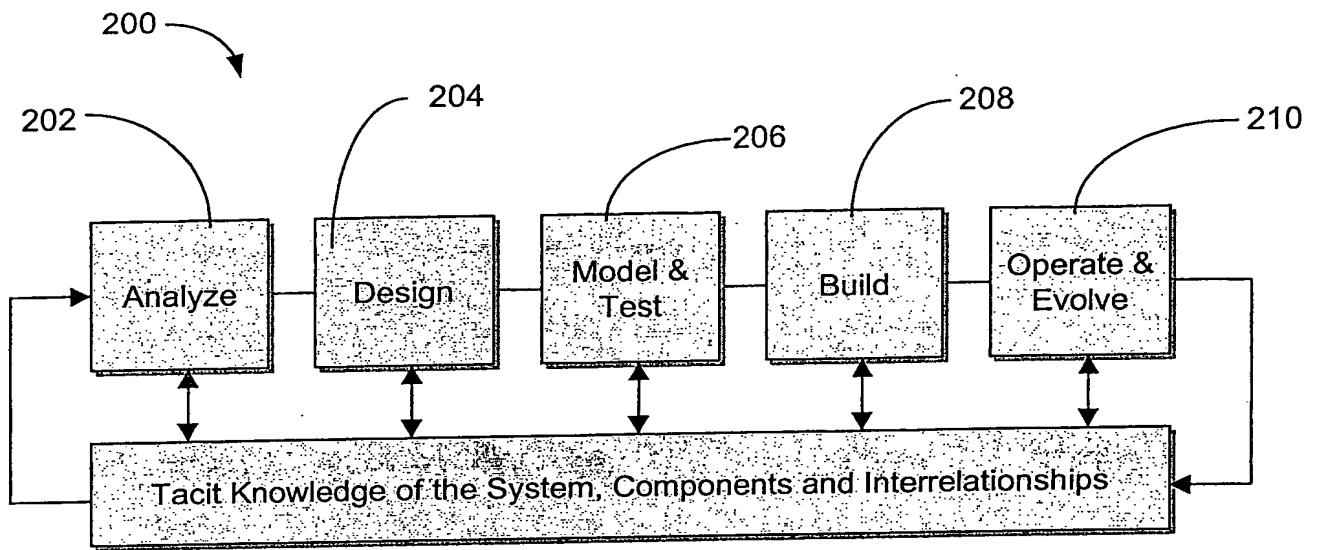 200
202
204
206
208
210
Analyze
Design
Model &
Test
Build
Operate &
Evolve
Tacit Knowledge of the System, Components and Interrelationships